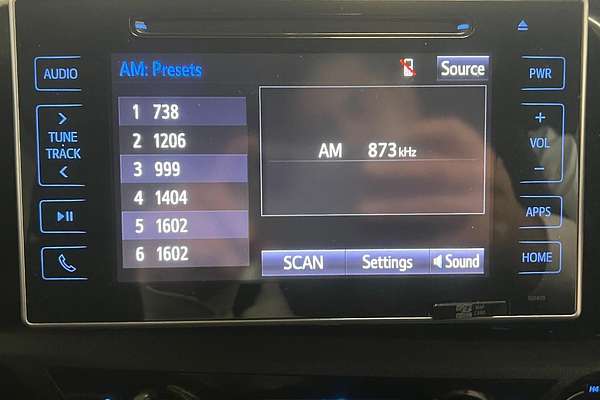 AUDIO
AM: Presets
Source
PWR
1 738
2 1206
3 999
4 1404
5 1602
6 1602
AM 873 kHz
TUNE
·TRACK
+
VOL
−
APPS
HOME
SCAN
Settings
Sound
H4